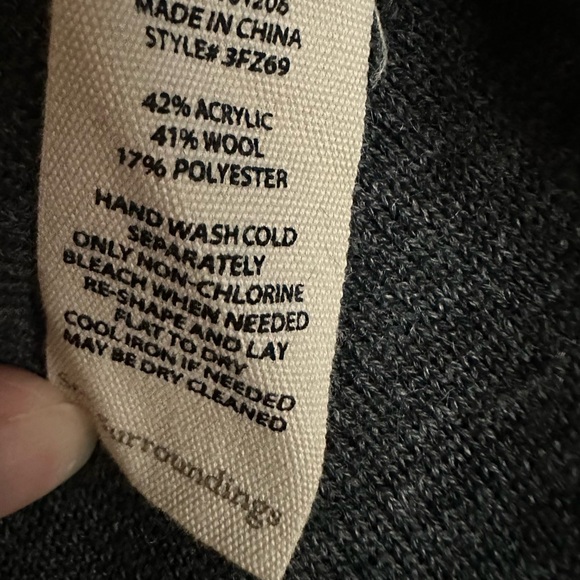 MADE IN CHINA
STYLE# 3FZ69
42% ACRYLIC
41% WOOL
17% POLYESTER
HAND WASH COLD
SEPARATELY
ONLY NON-CHLORINE
BLEACH WHEN NEEDED
RE-SHAPE AND LAY
FLAT TO DRY
COOL IRON IF NEEDED
MAY BE DRY CLEANED